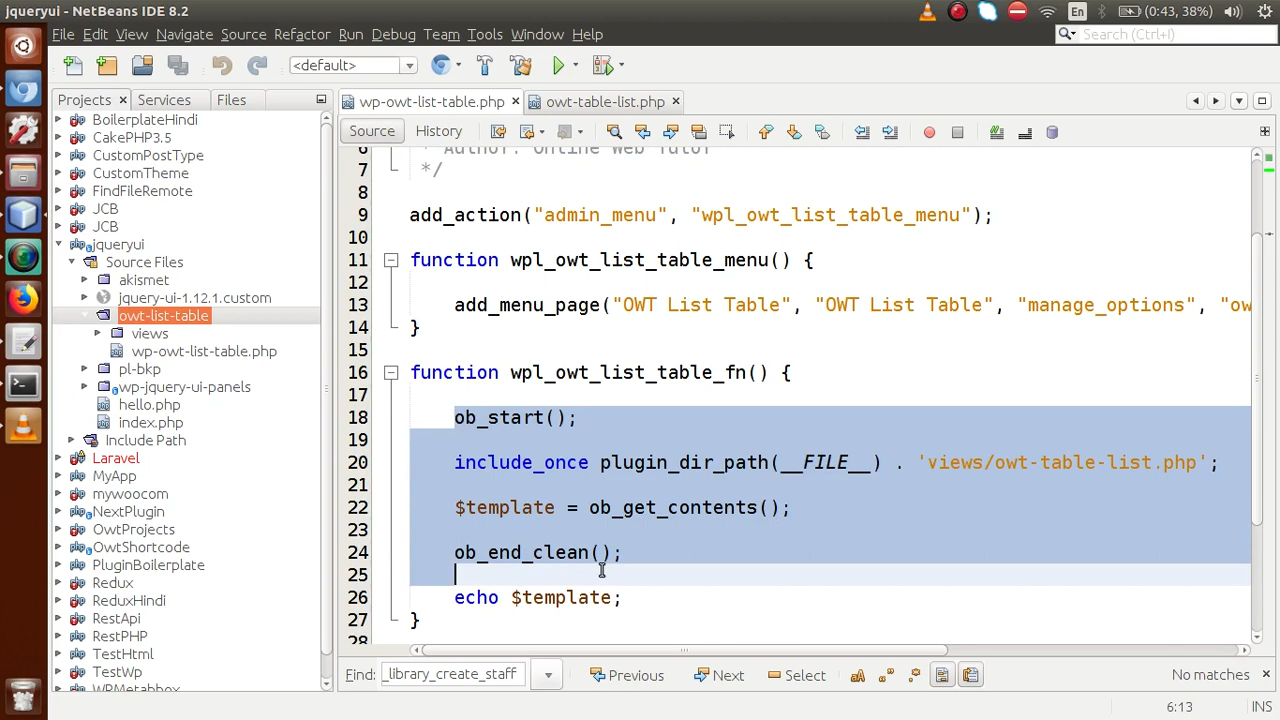 jqueryui - NetBeans IDE 8.2
En
(0:43, 38%)
File Edit View Navigate Source Refactor Run Debug Team Tools Window Help
Search (Ctrl+I)
<default>
Projects
Services
Files
wp-owt-list-table.php
owt-table-list.php
Source
History
BoilerplateHindi
CakePHP3.5
CustomPostType
CustomTheme
FindFileRemote
JCB
JCB
jqueryui
Source Files
akismet
jquery-ui-1.12.1.custom
owt-list-table
views
wp-owt-list-table.php
pl-bkp
wp-jquery-ui-panels
hello.php
index.php
Include Path
Laravel
MyApp
mywoocom
NextPlugin
OwtProjects
OwtShortcode
PluginBoilerplate
Redux
ReduxHindi
RestApi
RestPHP
TestHtml
TestWp
WPMetabbox
6 * Author: Online Web Tutor
7 */
8
9 add_action("admin_menu", "wpl_owt_list_table_menu");
10
11 function wpl_owt_list_table_menu() {
12
13 add_menu_page("OWT List Table", "OWT List Table", "manage_options", "ow
14 }
15
16 function wpl_owt_list_table_fn() {
17
18 ob_start();
19
20 include_once plugin_dir_path(__FILE__) . 'views/owt-table-list.php';
21
22 $template = ob_get_contents();
23
24 ob_end_clean();
25
26 echo $template;
27 }
28
Find: _library_create_staff Previous Next Select No matches
6:13 INS